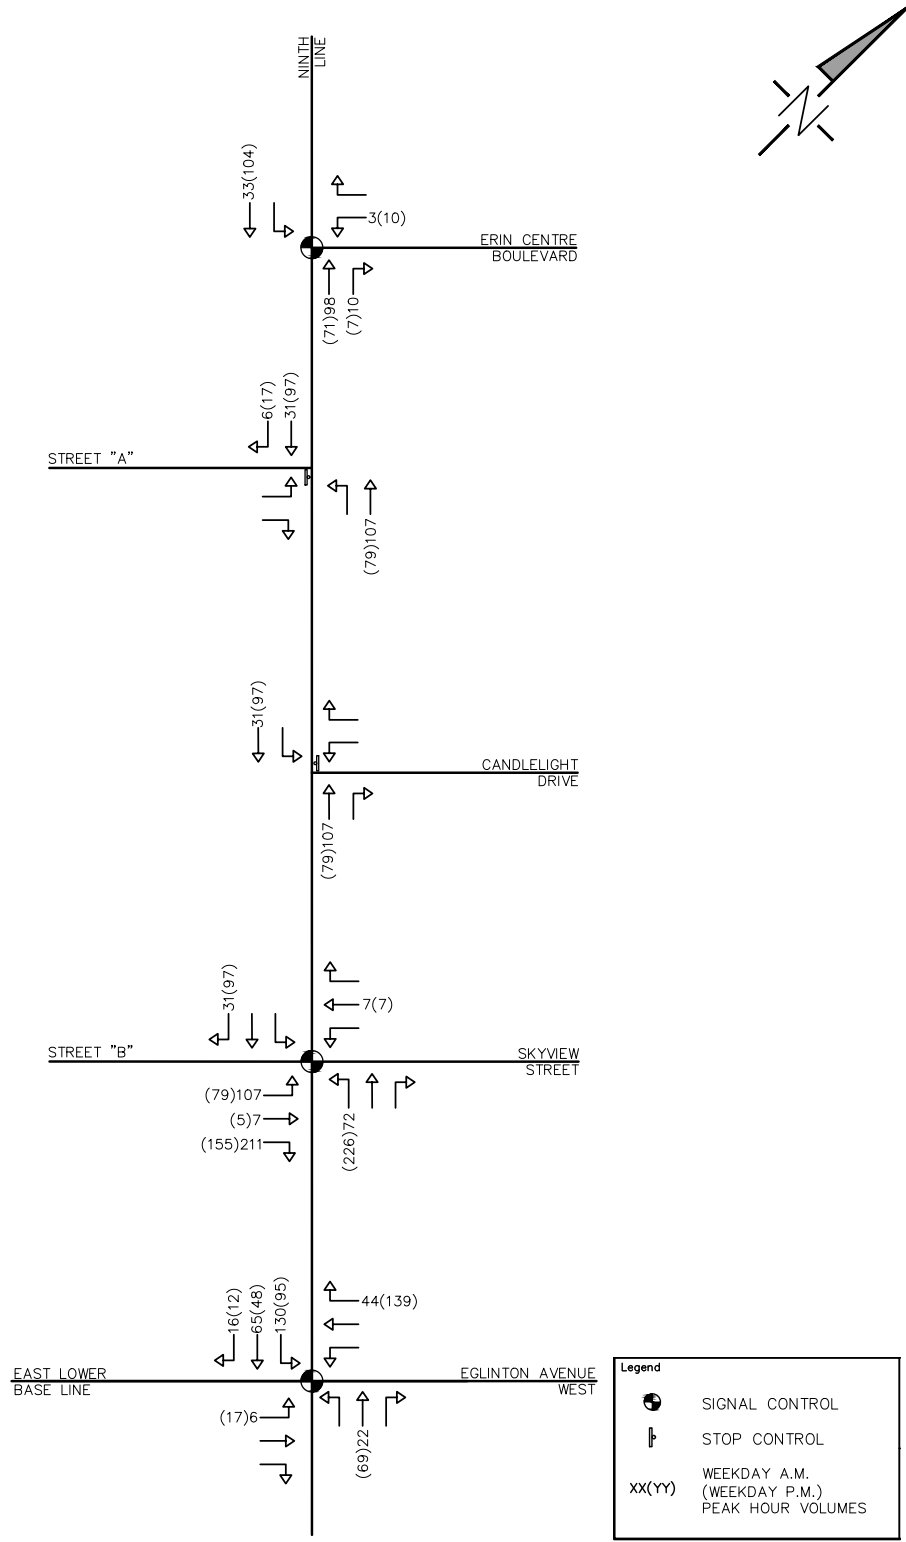 NINTH
LINE
33(104)
3(10)
ERIN CENTRE
BOULEVARD
(71)98
(7)10
6(17)
31(97)
STREET "A"
(79)107
31(97)
CANDLELIGHT
DRIVE
(79)107
31(97)
7(7)
STREET "B"
SKYVIEW
STREET
(79)107
(5)7
(155)211
(226)72
16(12)
65(48)
130(95)
44(139)
EAST LOWER
BASE LINE
EGLINTON AVENUE
WEST
(17)6
(69)22
Legend
SIGNAL CONTROL
STOP CONTROL
XX(YY)
WEEKDAY A.M.
(WEEKDAY P.M.)
PEAK HOUR VOLUMES
N